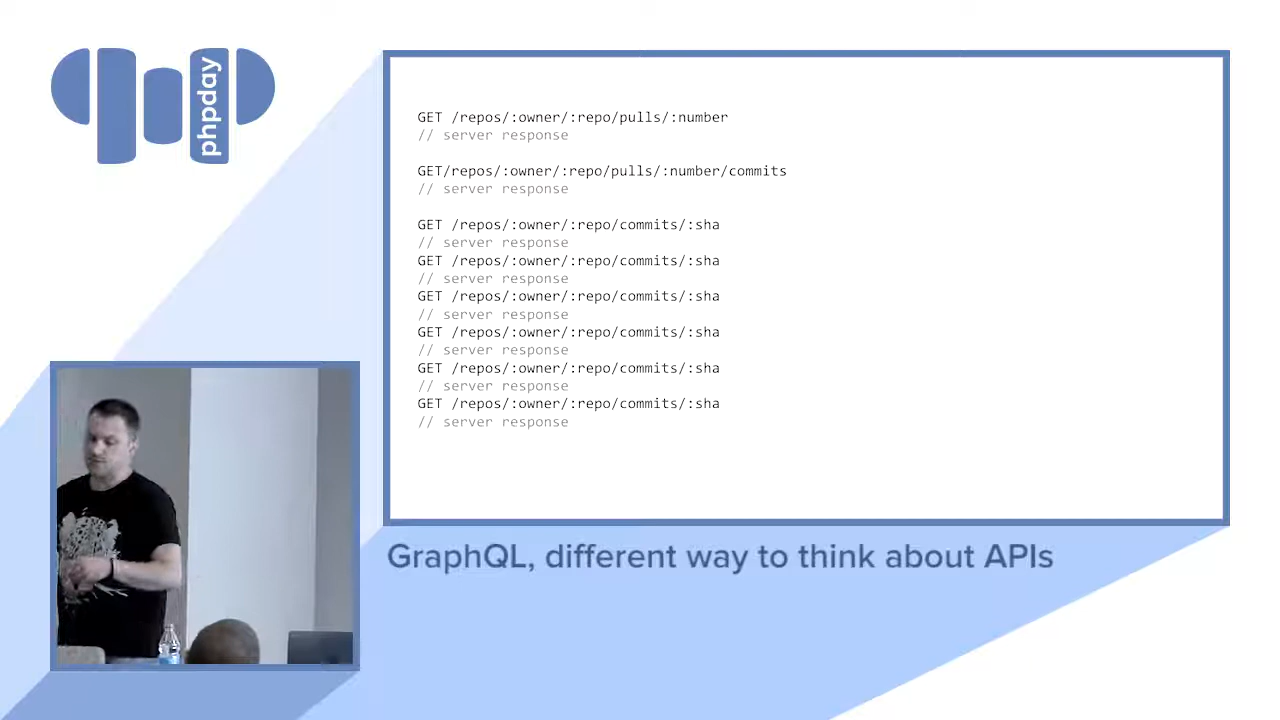 phpday
GET /repos/:owner/:repo/pulls/:number
// server response
GET/repos/:owner/:repo/pulls/:number/commits
// server response
GET /repos/:owner/:repo/commits/:sha
// server response
GET /repos/:owner/:repo/commits/:sha
// server response
GET /repos/:owner/:repo/commits/:sha
// server response
GET /repos/:owner/:repo/commits/:sha
// server response
GET /repos/:owner/:repo/commits/:sha
// server response
GET /repos/:owner/:repo/commits/:sha
// server response
GraphQL, different way to think about APIs